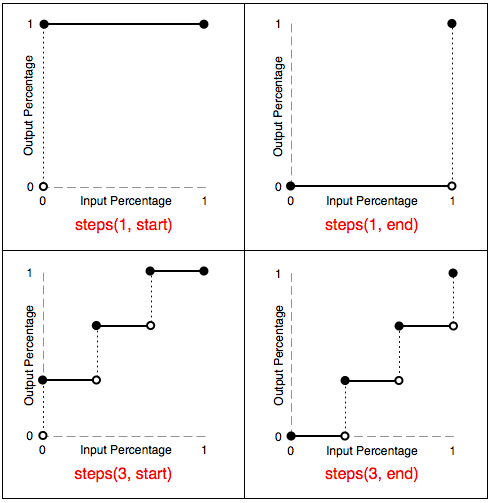 1
Output Percentage
0
0 Input Percentage 1
steps(1, start)
1
Output Percentage
0
0 Input Percentage 1
steps(1, end)
1
Output Percentage
0
0 Input Percentage 1
steps(3, start)
1
Output Percentage
0
0 Input Percentage 1
steps(3, end)